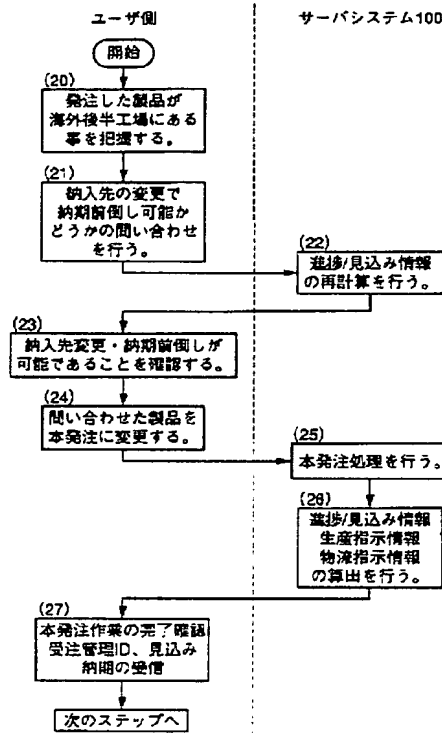 ユーザ側
サーバシステム100
開始
(20)
発注した製品が
海外後半工場にある
事を把握する。
(21)
納入先の変更で
納期前倒し可能か
どうかの問い合わせ
を行う。
(22)
進捗/見込み情報
の再計算を行う。
(23)
納入先変更・納期前倒しが
可能であることを確認する。
(24)
問い合わせた製品を
本発注に変更する。
(25)
本発注処理を行う。
(26)
進捗/見込み情報
生産指示情報
物流指示情報
の算出を行う。
(27)
本発注作業の完了確認
受注管理ID、見込み
納期の受信
次のステップへ